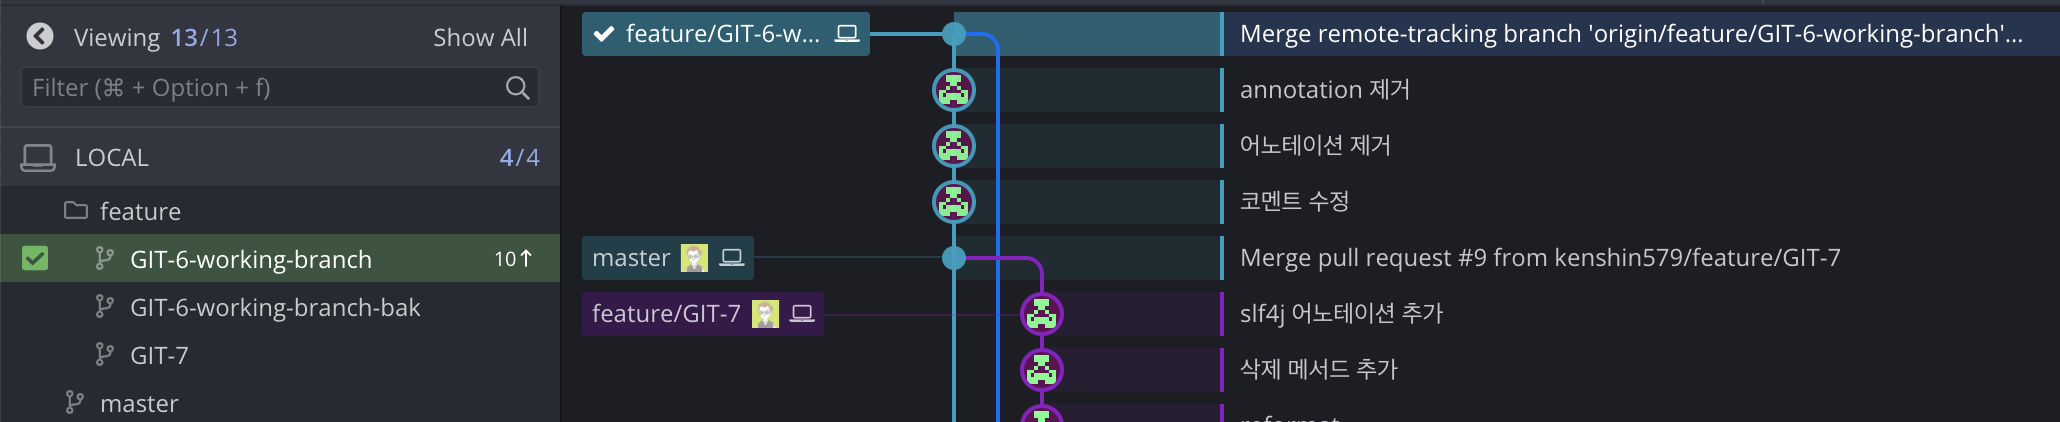 Viewing 13/13 Show All
Filter (⌘ + Option + f)
LOCAL 4/4
feature
GIT-6-working-branch 10↑
GIT-6-working-branch-bak
GIT-7
master
feature/GIT-6-w... Merge remote-tracking branch 'origin/feature/GIT-6-working-branch'...
annotation 제거
어노테이션 제거
코멘트 수정
master Merge pull request #9 from kenshin579/feature/GIT-7
feature/GIT-7 slf4j 어노테이션 추가
삭제 메서드 추가